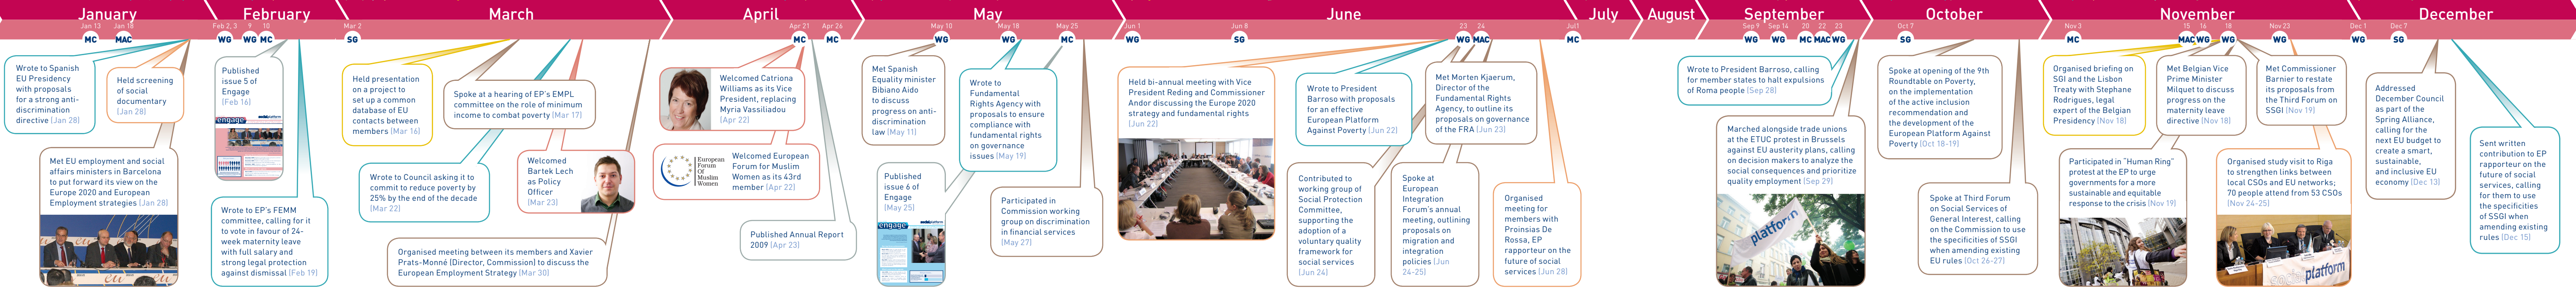 January
February
March
April
May
June
July
August
September
October
November
December
Jan 13
Jan 18
Feb 2, 3
9
10
Mar 2
Apr 21
Apr 26
May 10
May 18
May 25
Jun 1
Jun 8
23
24
Jul1
Sep 9
Sep 14
20
22
23
Oct 7
Nov 3
15
16
18
Nov 23
Dec 1
Dec 7
MC
MAC
WG
WG
MC
SG
MC
MC
WG
WG
MC
WG
SG
WG
MAC
MC
WG
WG
MC
MAC
WG
SG
MC
MAC
WG
WG
WG
WG
SG
Wrote to Spanish
EU Presidency
with proposals
for a strong anti-
discrimination
directive (Jan 28)
Held screening
of social
documentary
(Jan 28)
Met EU employment and social
affairs ministers in Barcelona
to put forward its view on the
Europe 2020 and European
Employment strategies (Jan 28)
eu
eu
Published
issue 5 of
Engage
(Feb 16)
engage
Wrote to EP's FEMM
committee, calling for it
to vote in favour of 24-
week maternity leave
with full salary and
strong legal protection
against dismissal (Feb 19)
Held presentation
on a project to
set up a common
database of EU
contacts between
members (Mar 16)
Spoke at a hearing of EP's EMPL
committee on the role of minimum
income to combat poverty (Mar 17)
Wrote to Council asking it to
commit to reduce poverty by
25% by the end of the decade
(Mar 22)
Welcomed
Bartek Lech
as Policy
Officer
(Mar 23)
Organised meeting between its members and Xavier
Prats-Monné (Director, Commission) to discuss the
European Employment Strategy (Mar 30)
Welcomed Catriona
Williams as its Vice
President, replacing
Myria Vassiliadou
(Apr 22)
European
Forum
Of
Muslim
Women
Welcomed European
Forum for Muslim
Women as its 43rd
member (Apr 22)
Published Annual Report
2009 (Apr 23)
Met Spanish
Equality minister
Bibiano Aido
to discuss
progress on anti-
discrimination
law (May 11)
Published
issue 6 of
Engage
(May 25)
engage
Wrote to
Fundamental
Rights Agency with
proposals to ensure
compliance with
fundamental rights
on governance
issues (May 19)
Participated in
Commission working
group on discrimination
in financial services
(May 27)
Held bi-annual meeting with Vice
President Reding and Commissioner
Andor discussing the Europe 2020
strategy and fundamental rights
(Jun 22)
Wrote to President
Barroso with proposals
for an effective
European Platform
Against Poverty (Jun 22)
Contributed to
working group of
Social Protection
Committee,
supporting the
adoption of a
voluntary quality
framework for
social services
(Jun 24)
Met Morten Kjaerum,
Director of the
Fundamental Rights
Agency, to outline its
proposals on governance
of the FRA (Jun 23)
Spoke at
European
Integration
Forum's annual
meeting, outlining
proposals on
migration and
integration
policies (Jun
24-25)
Organised
meeting for
members with
Proinsias De
Rossa, EP
rapporteur on the
future of social
services (Jun 28)
Wrote to President Barroso, calling
for member states to halt expulsions
of Roma people (Sep 28)
Marched alongside trade unions
at the ETUC protest in Brussels
against EU austerity plans, calling
on decision makers to analyze the
social consequences and prioritize
quality employment (Sep 29)
platform
Spoke at opening of the 9th
Roundtable on Poverty,
on the implementation
of the active inclusion
recommendation and
the development of the
European Platform Against
Poverty (Oct 18-19)
Spoke at Third Forum
on Social Services of
General Interest, calling
on the Commission to use
the specificities of SSGI
when amending existing
EU rules (Oct 26-27)
Organised briefing on
SGI and the Lisbon
Treaty with Stephane
Rodrigues, legal
expert of the Belgian
Presidency (Nov 18)
Met Belgian Vice
Prime Minister
Milquet to discuss
progress on the
maternity leave
directive (Nov 18)
Met Commissioner
Barnier to restate
its proposals from
the Third Forum on
SSGI (Nov 19)
Participated in "Human Ring"
protest at the EP to urge
governments for a more
sustainable and equitable
response to the crisis (Nov 19)
Organised study visit to Riga
to strengthen links between
local CSOs and EU networks;
70 people attend from 53 CSOs
(Nov 24-25)
platform
Addressed
December Council
as part of the
Spring Alliance,
calling for the
next EU budget to
create a smart,
sustainable,
and inclusive EU
economy (Dec 13)
Sent written
contribution to EP
rapporteur on the
future of social
services, calling
for them to use
the specificities
of SSGI when
amending existing
rules (Dec 15)